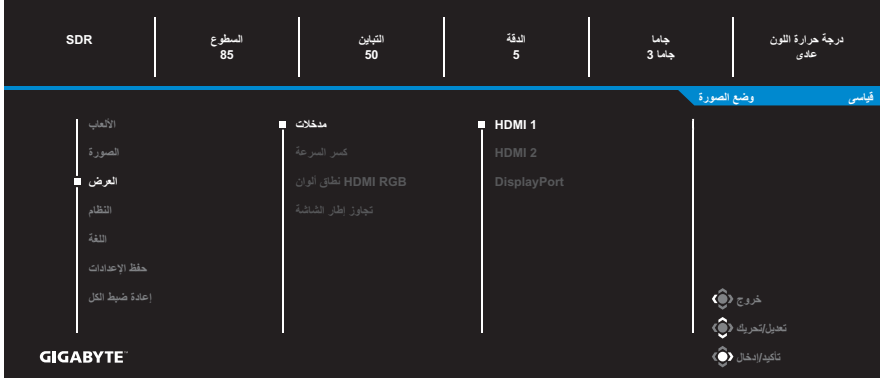 SDR
السطوع
85
التباين
50
الدقة
5
جاما
جاما 3
درجة حرارة اللون
عادى
وضع الصورة
قياسى
الألعاب
الصورة
العرض
النظام
اللغة
حفظ الإعدادات
إعادة ضبط الكل
مدخلات
كسر السرعة
HDMI RGB نطاق ألوان
تجاوز إطار الشاشة
HDMI 1
HDMI 2
DisplayPort
خروج
تعديل/تحريك
تأكيد/إدخال
GIGABYTE™